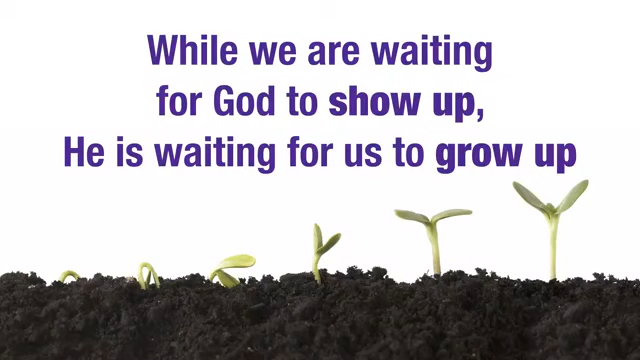 While we are waiting
for God to show up,
He is waiting for us to grow up